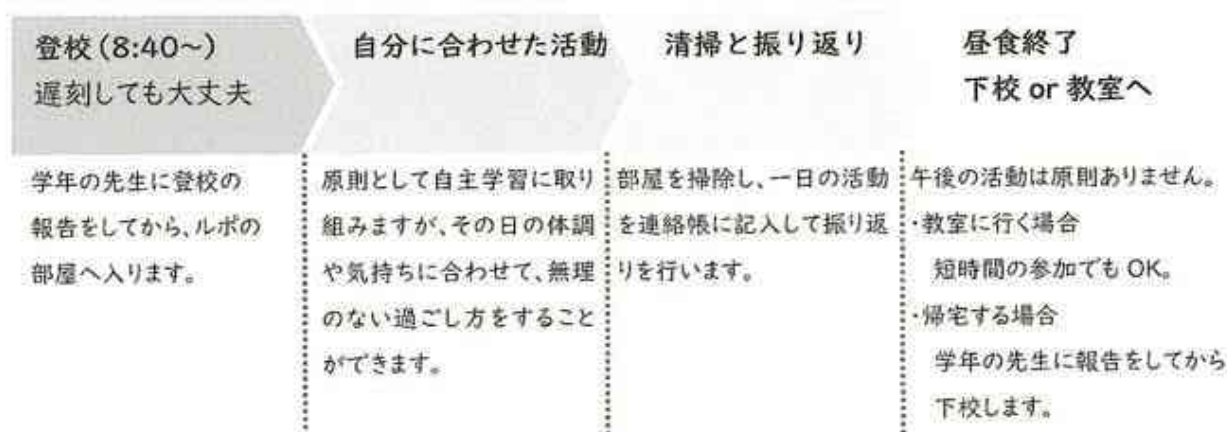 登校(8:40~)
遅刻しても大丈夫
学年の先生に登校の
報告をしてから、ルポの
部屋へ入ります。
自分に合わせた活動
原則として自主学習に取り
組みますが、その日の体調
や気持ちに合わせて、無理
のない過ごし方をすること
ができます。
清掃と振り返り
部屋を掃除し、一日の活動
を連絡帳に記入して振り返
りを行います。
昼食終了
下校 or 教室へ
午後の活動は原則ありません。
・教室に行く場合
短時間の参加でも OK。
・帰宅する場合
学年の先生に報告をしてから
下校します。